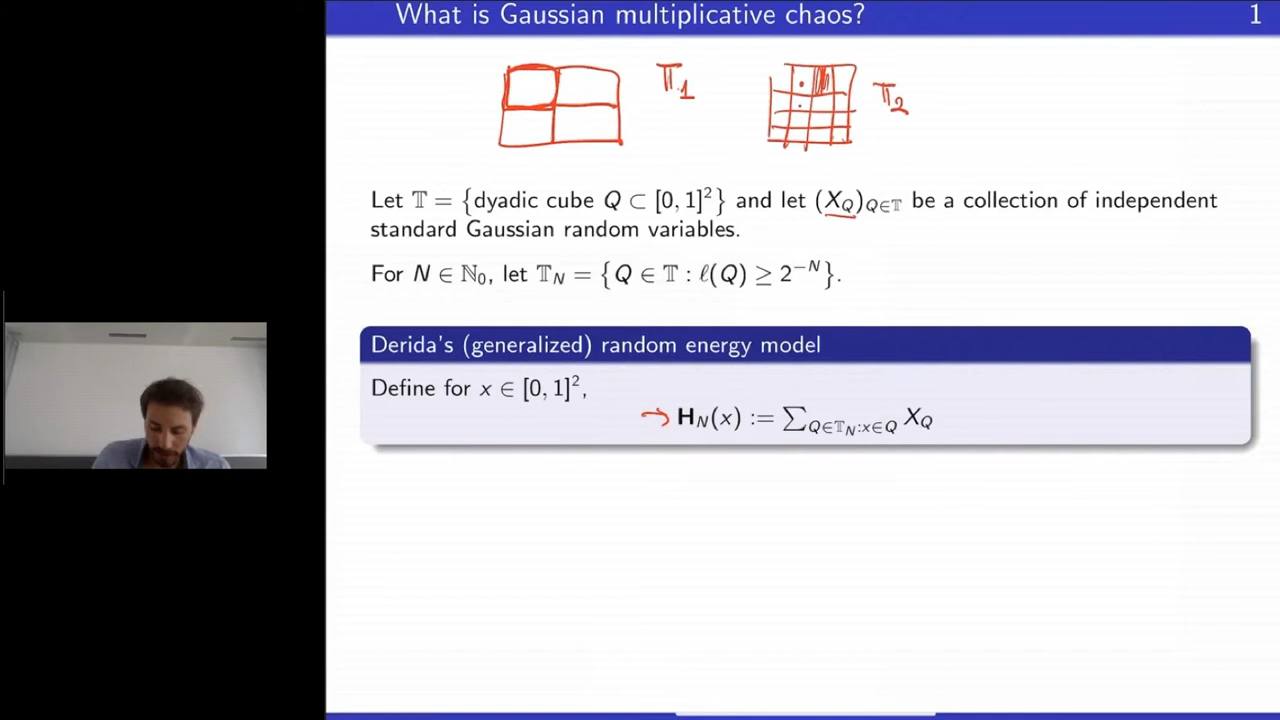 What is Gaussian multiplicative chaos? 1
𝕋₁ 𝕋₂
Let 𝕋 = {dyadic cube Q ⊂ [0, 1]²} and let (X_Q)_{Q∈𝕋} be a collection of independent
standard Gaussian random variables.
For N ∈ ℕ₀, let 𝕋_N = {Q ∈ 𝕋 : ℓ(Q) ≥ 2^{−N}}.
Derida's (generalized) random energy model
Define for x ∈ [0, 1]²,
→ H_N(x) := ∑_{Q∈𝕋_N:x∈Q} X_Q